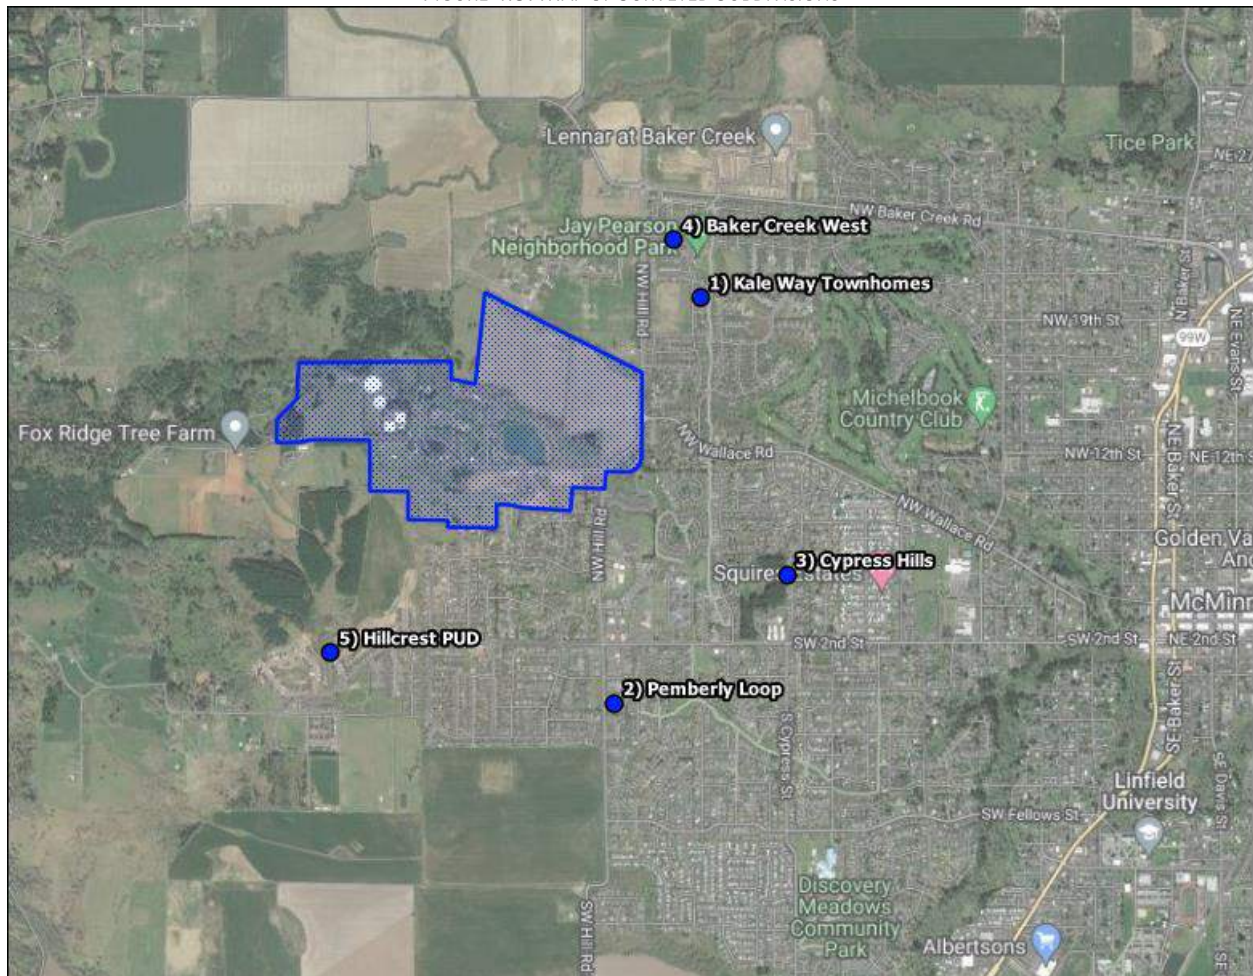 Lennar at Baker Creek
Tice Park
NW Baker Creek Rd
Jay Pearson
Neighborhood Park
4) Baker Creek West
1) Kale Way Townhomes
NW Hill Rd
N Baker St
NE Evans St
NW 19th St
99W
Michelbook
Country Club
Fox Ridge Tree Farm
NW Wallace Rd
NW 12th St
NE 12th S
NE Baker St
NW Wallace Rd
NW Hill Rd
Golden Va
3) Cypress Hills
McMinn
5) Hillcrest PUD
SW 2nd St
SW 2nd St
NE 2nd St
2) Pemberly Loop
S Cypress St
SE Baker St
SE Davis St
Linfield
University
SW Fellows St
Discovery
Meadows
Community
Park
Albertsons
SW Hill Rd
SE